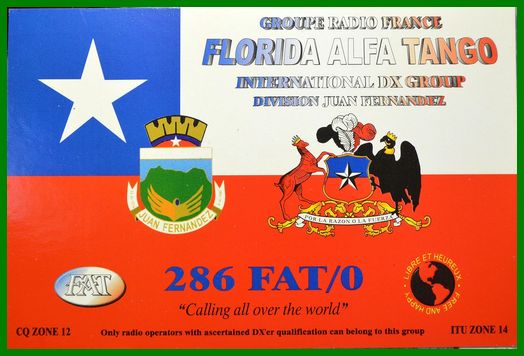 GROUPE RADIO FRANCE
FLORIDA ALFA TANGO
INTERNATIONAL DX GROUP
DIVISION JUAN FERNANDEZ
JUAN FERNANDEZ
POR LA RAZON O LA FUERZA
FAT
286 FAT/0
"Calling all over the world"
LIBRE ET HEUREUX
FREE AND HAPPY
CQ ZONE 12
Only radio operators with ascertained DX'er qualification can belong to this group
ITU ZONE 14